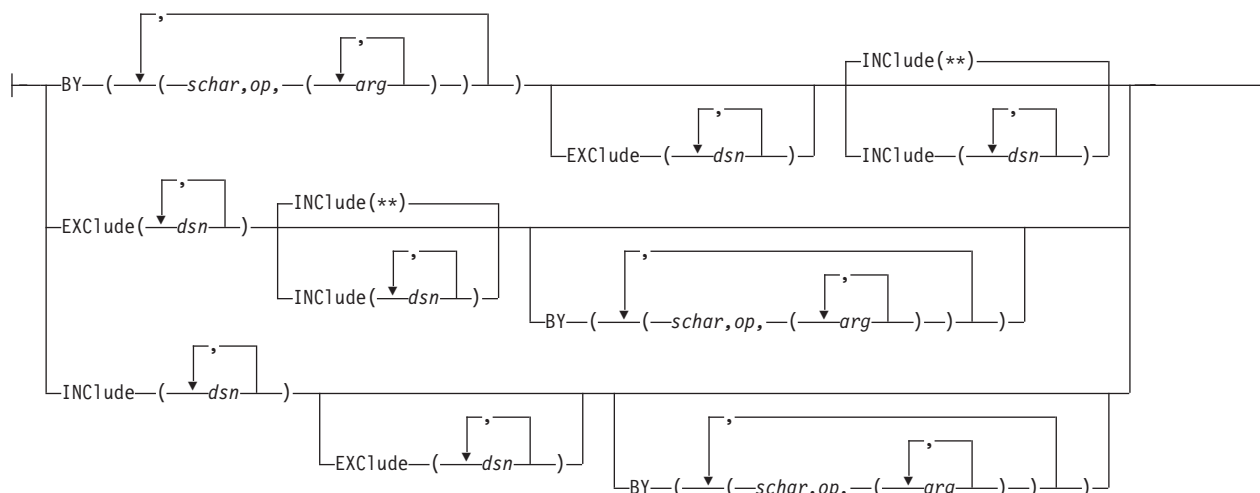 ,
, , INCLude(**)
BY ( ( schar,op, ( arg ) ) ) , ,
EXCLude ( dsn ) INCLude ( dsn )
, INCLude(**)
EXCLude( dsn ) , ,
INCLude( dsn ) ,
BY ( ( schar,op, ( arg ) ) )
,
INCLude ( dsn ) , ,
EXCLude ( dsn ) ,
BY ( ( schar,op, ( arg ) ) )